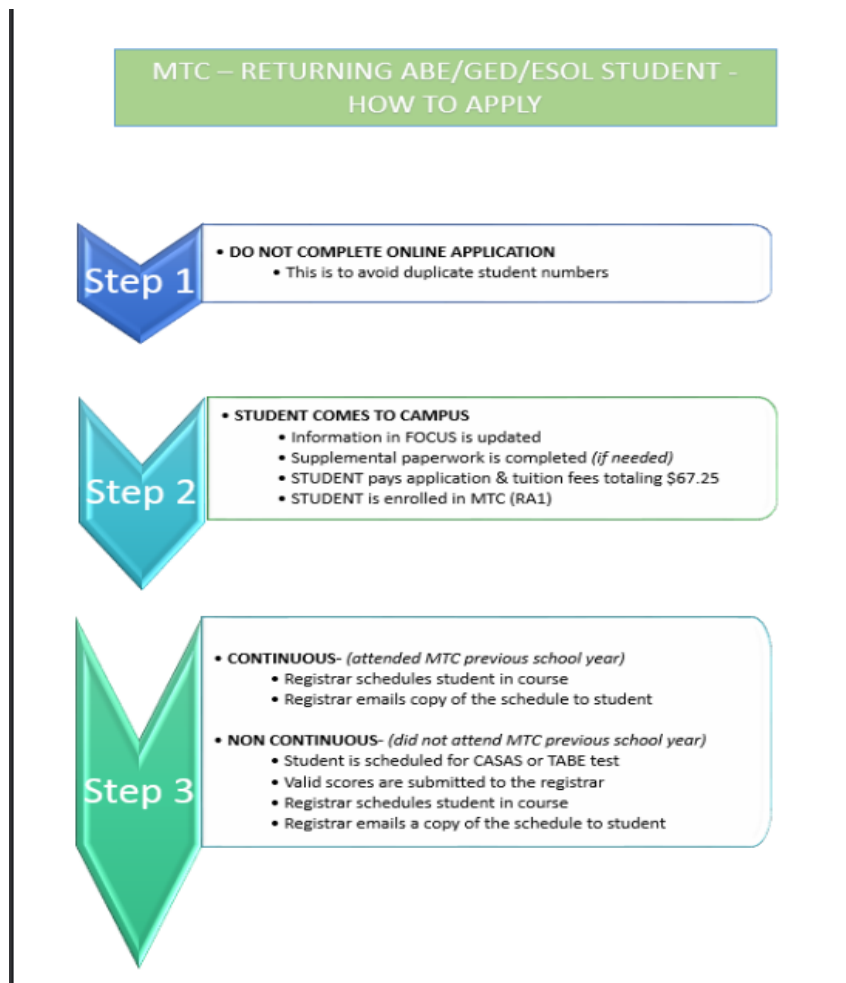 MTC – RETURNING ABE/GED/ESOL STUDENT -
HOW TO APPLY
Step 1
• DO NOT COMPLETE ONLINE APPLICATION
• This is to avoid duplicate student numbers
Step 2
• STUDENT COMES TO CAMPUS
• Information in FOCUS is updated
• Supplemental paperwork is completed (if needed)
• STUDENT pays application & tuition fees totaling $67.25
• STUDENT is enrolled in MTC (RA1)
Step 3
• CONTINUOUS- (attended MTC previous school year)
• Registrar schedules student in course
• Registrar emails copy of the schedule to student
• NON CONTINUOUS- (did not attend MTC previous school year)
• Student is scheduled for CASAS or TABE test
• Valid scores are submitted to the registrar
• Registrar schedules student in course
• Registrar emails a copy of the schedule to student